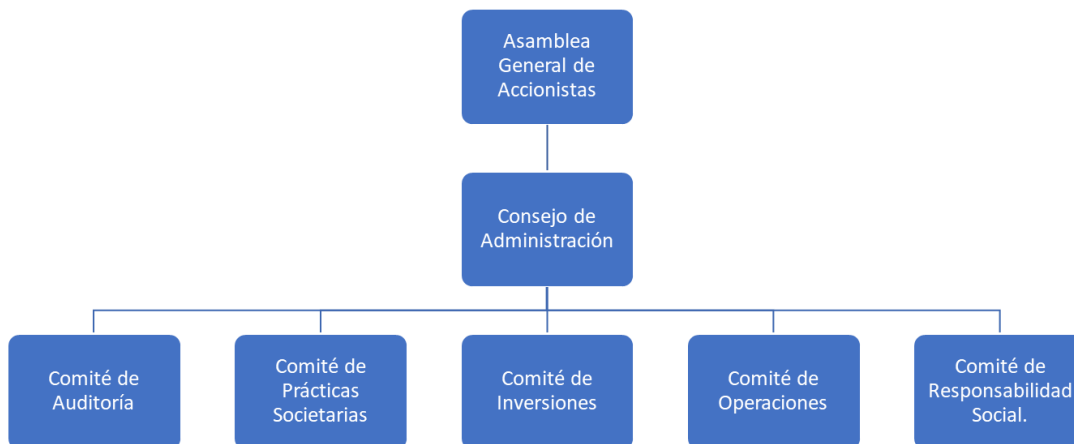 Asamblea
General de
Accionistas
Consejo de
Administración
Comité de
Auditoría
Comité de
Prácticas
Societarias
Comité de
Inversiones
Comité de
Operaciones
Comité de
Responsabilidad
Social.